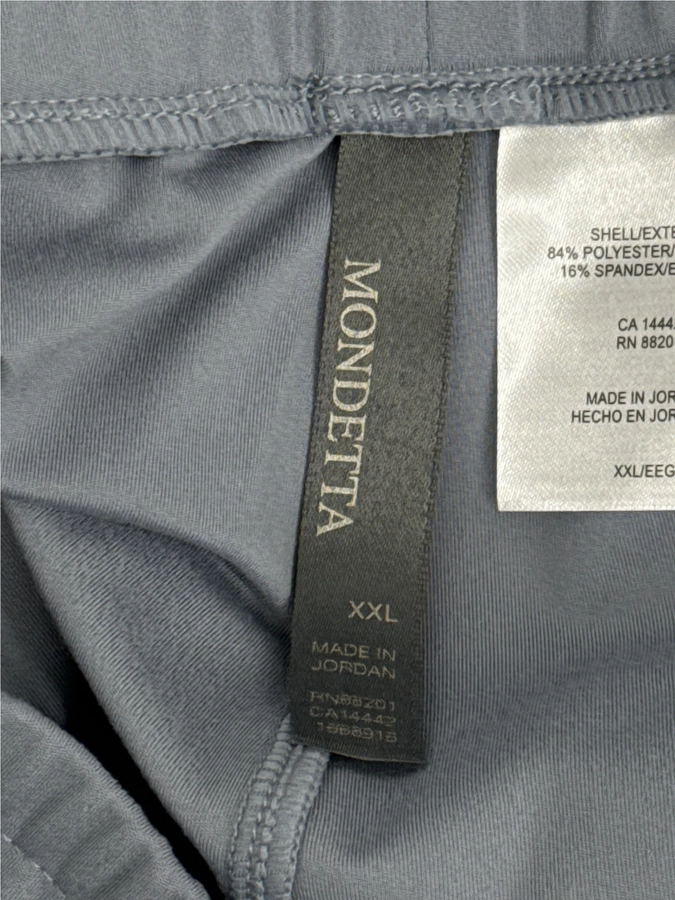 MONDETTA
XXL
MADE IN
JORDAN
RN88201
CA14442
SHELL/EXTE
84% POLYESTER/
16% SPANDEX/E
CA 1444
RN 8820
MADE IN JOR
HECHO EN JOR
XXL/EEG